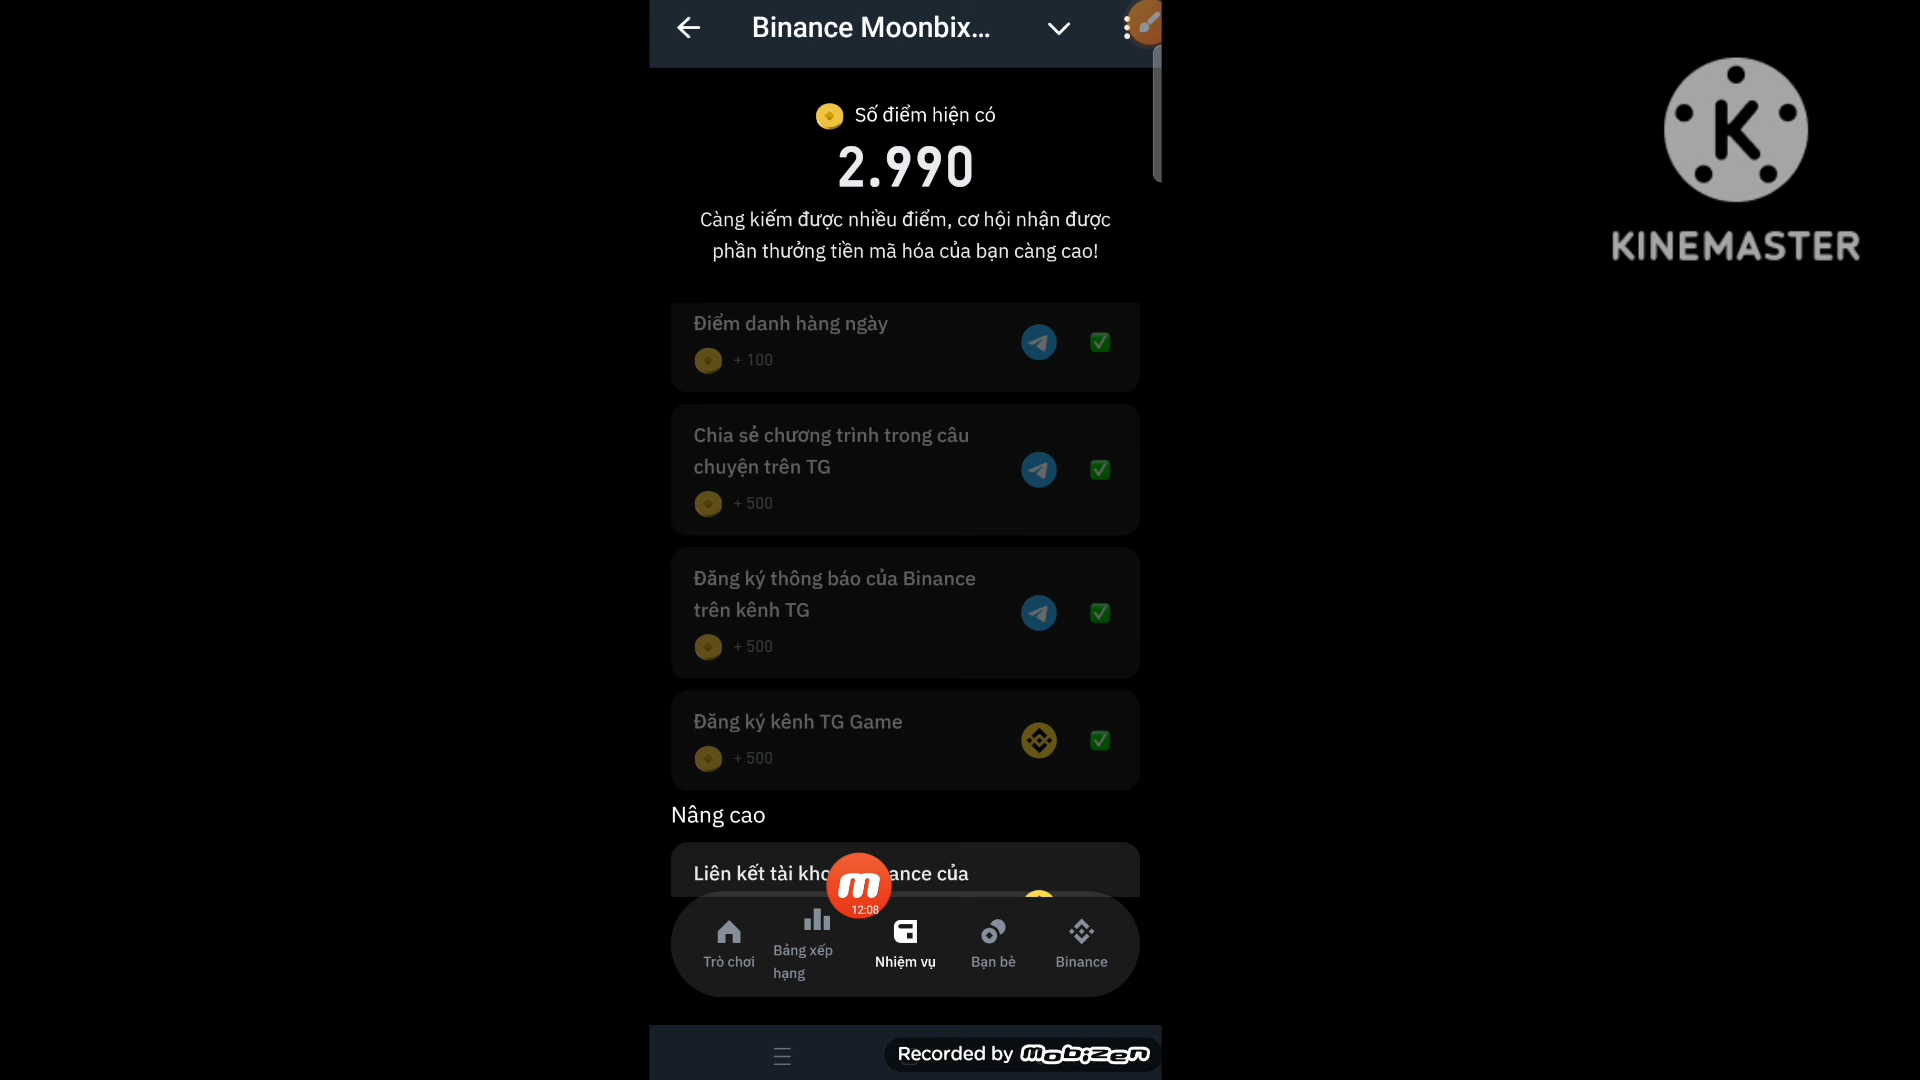 Binance Moonbix...
K
KINEMASTER
Số điểm hiện có
2.990
Càng kiếm được nhiều điểm, cơ hội nhận được
phần thưởng tiền mã hóa của bạn càng cao!
Điểm danh hàng ngày
+ 100
Chia sẻ chương trình trong câu
chuyện trên TG
+ 500
Đăng ký thông báo của Binance
trên kênh TG
+ 500
Đăng ký kênh TG Game
+ 500
Nâng cao
Liên kết tài kho ance của
m
12:08
Trò chơi
Bảng xếp
hạng
Nhiệm vụ
Bạn bè
Binance
Recorded by mobizen